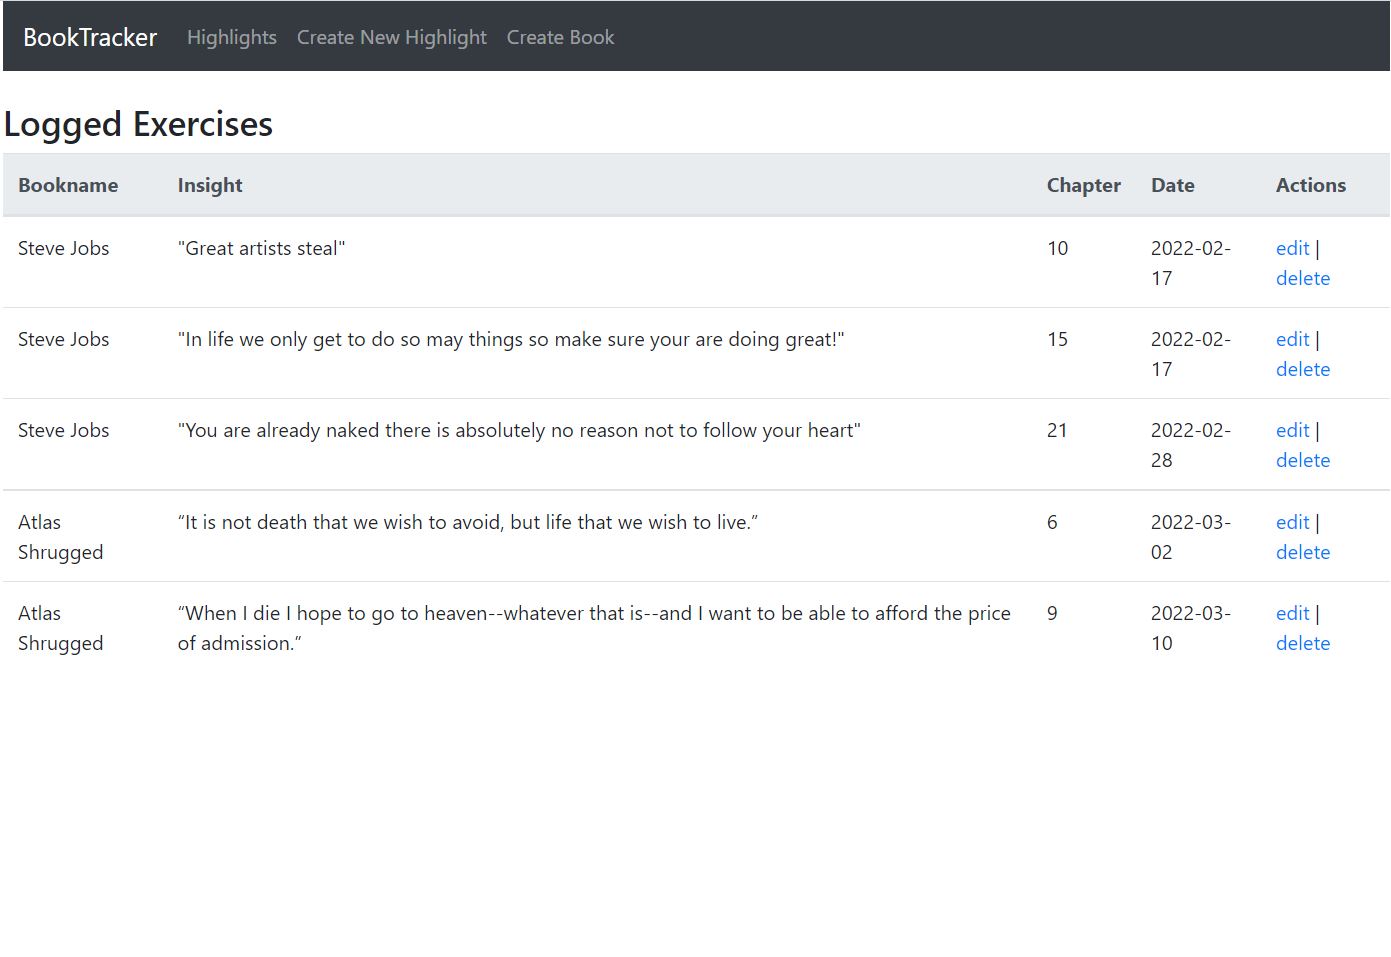 BookTracker Highlights Create New Highlight Create Book
Logged Exercises
Bookname Insight Chapter Date Actions
Steve Jobs "Great artists steal" 10 2022-02- edit |
17 delete
Steve Jobs "In life we only get to do so may things so make sure your are doing great!" 15 2022-02- edit |
17 delete
Steve Jobs "You are already naked there is absolutely no reason not to follow your heart" 21 2022-02- edit |
28 delete
Atlas “It is not death that we wish to avoid, but life that we wish to live.” 6 2022-03- edit |
Shrugged 02 delete
Atlas “When I die I hope to go to heaven--whatever that is--and I want to be able to afford the price 9 2022-03- edit |
Shrugged of admission.” 10 delete